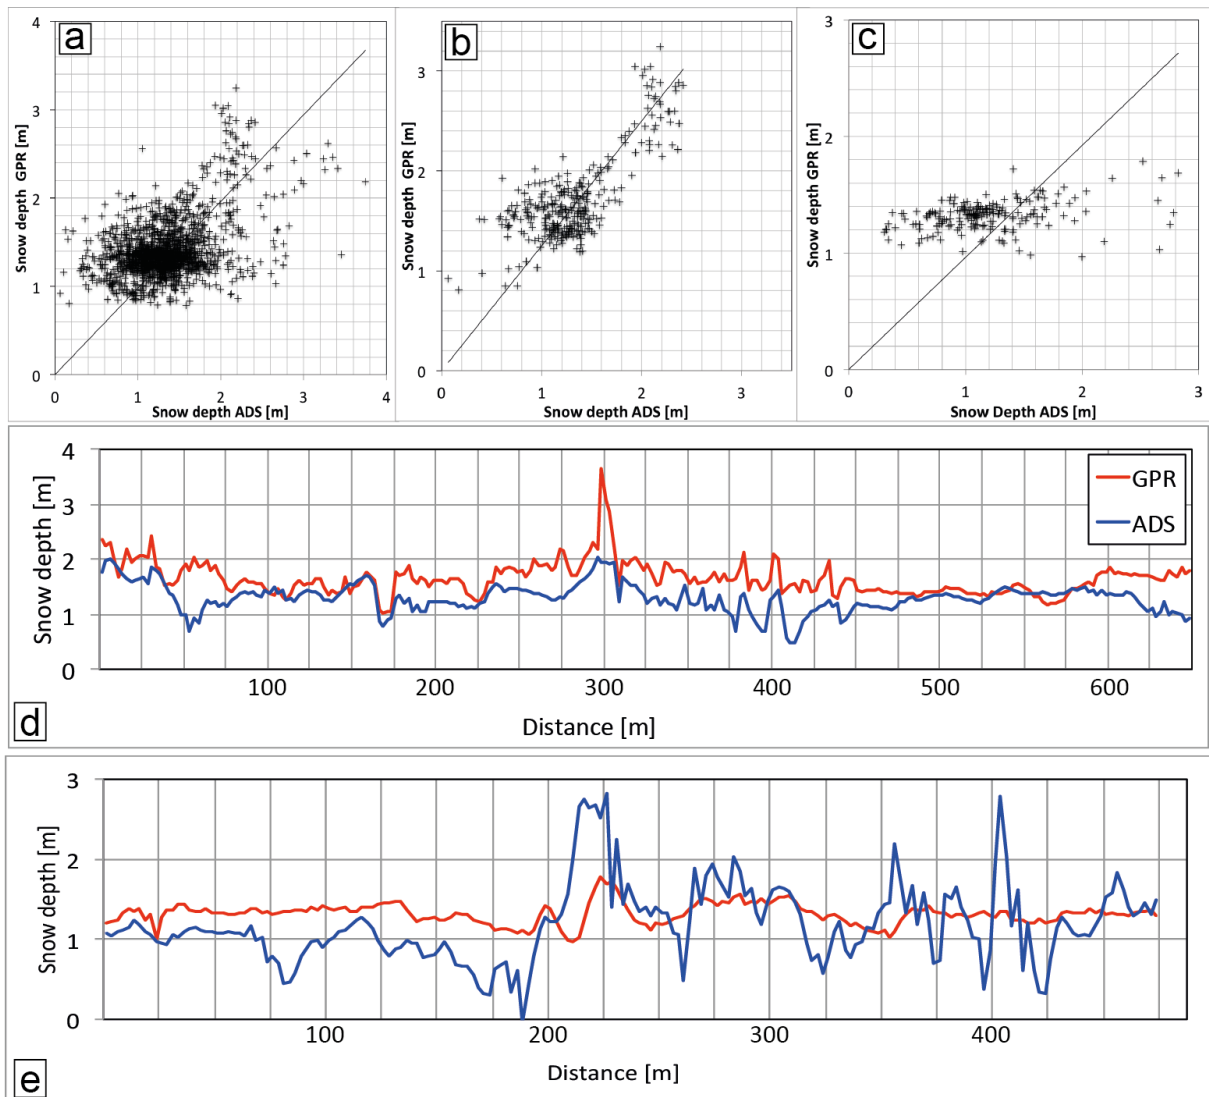 a
4
3
2
1
0
0 1 2 3 4
Snow depth GPR [m]
Snow depth ADS [m]
b
3
2
1
0
0 1 2 3
Snow depth GPR [m]
Snow depth ADS [m]
c
3
2
1
0
0 1 2 3
Snow depth GPR [m]
Snow Depth ADS [m]
4
3
2
1
0
Snow depth [m]
GPR
ADS
100 200 300 400 500 600
d
Distance [m]
3
2
1
0
Snow depth [m]
100 200 300 400
e
Distance [m]